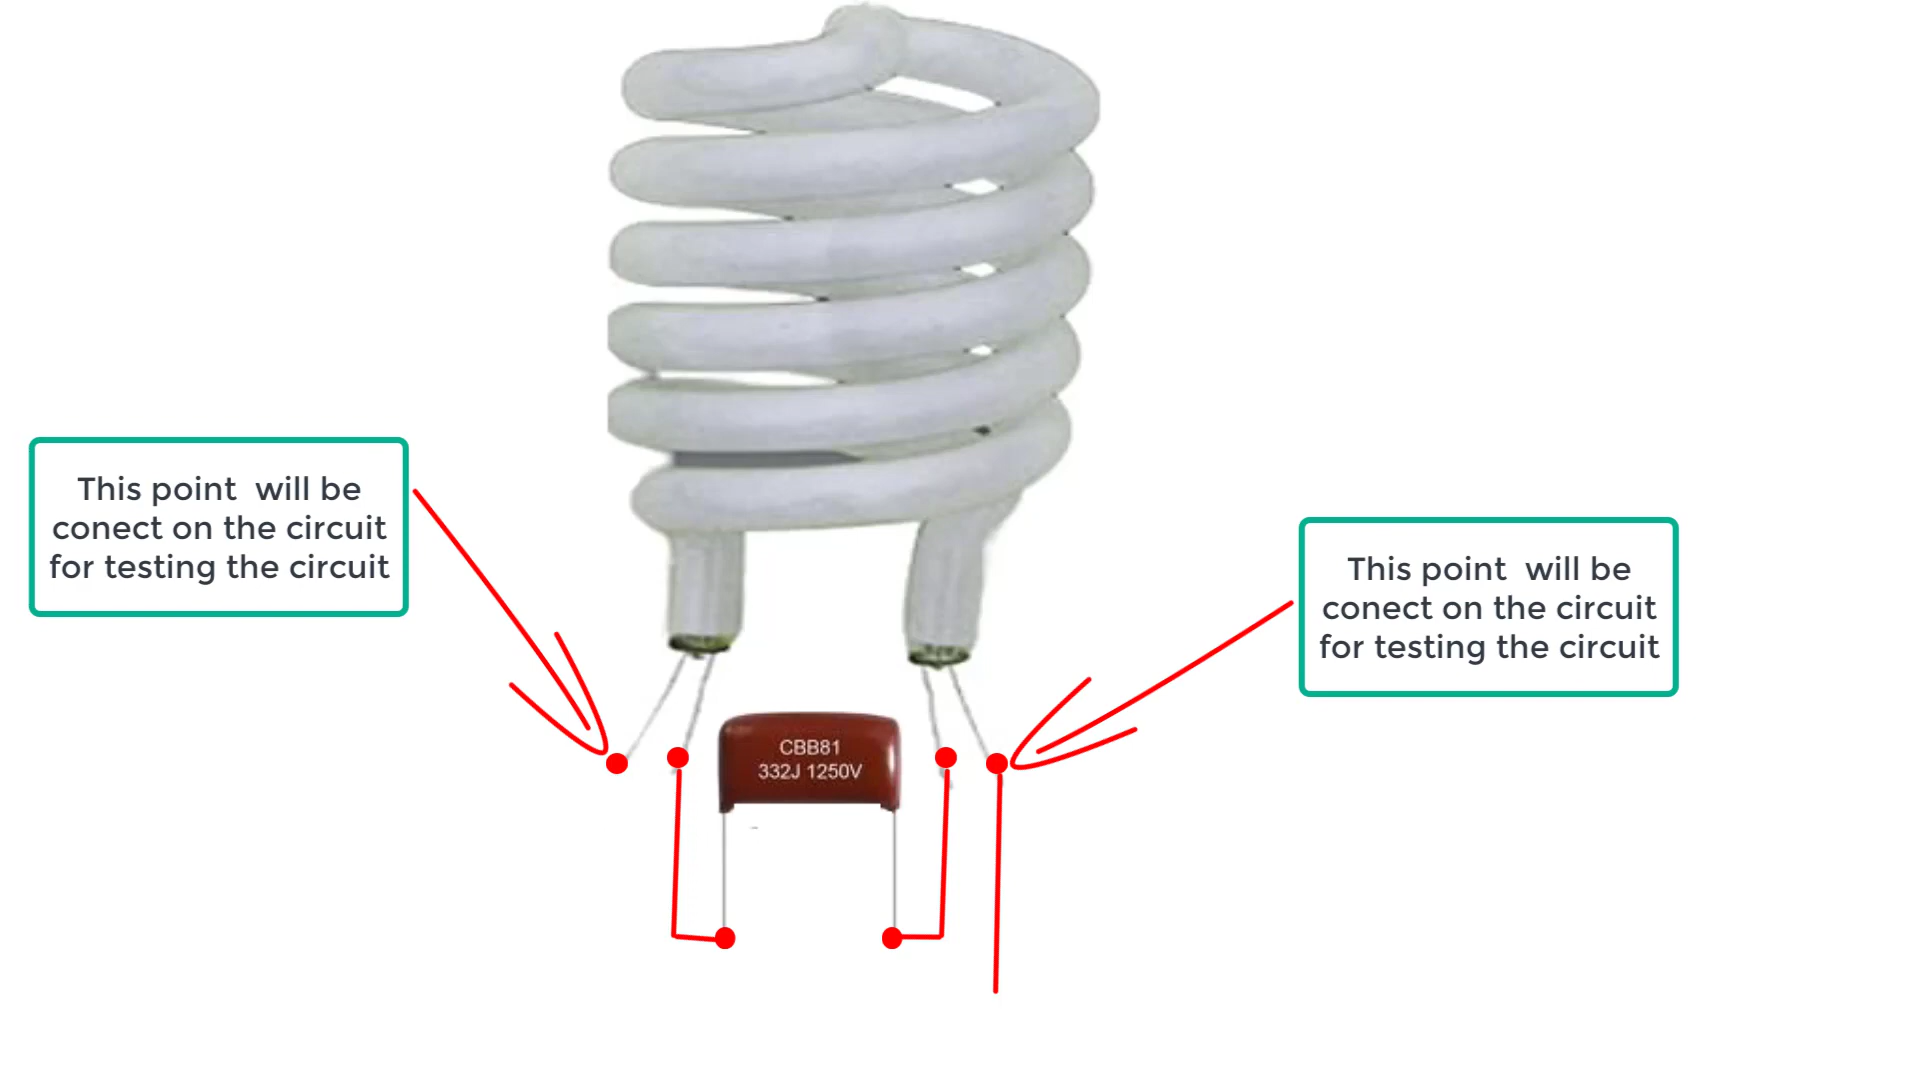 This point will be
conect on the circuit
for testing the circuit
CBB81
332J 1250V
This point will be
conect on the circuit
for testing the circuit